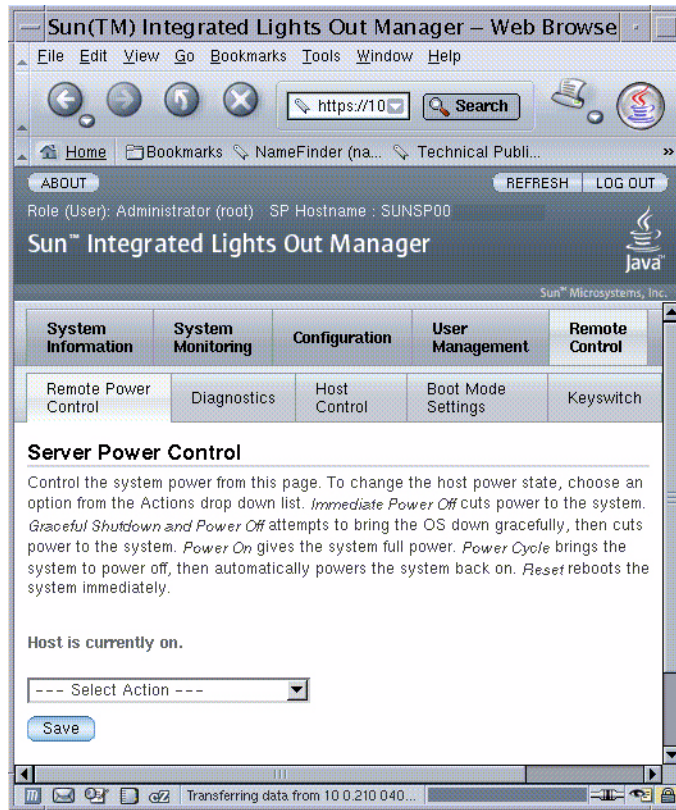 Sun(TM) Integrated Lights Out Manager – Web Browse
File Edit View Go Bookmarks Tools Window Help
https://10 Search
Home Bookmarks NameFinder (na... Technical Publi... »
ABOUT REFRESH LOG OUT
Role (User): Administrator (root) SP Hostname : SUNSP00
Sun™ Integrated Lights Out Manager
Java™
Sun™ Microsystems, Inc.
System Information System Monitoring Configuration User Management Remote Control
Remote Power Control Diagnostics Host Control Boot Mode Settings Keyswitch
Server Power Control
Control the system power from this page. To change the host power state, choose an
option from the Actions drop down list. Immediate Power Off cuts power to the system.
Graceful Shutdown and Power Off attempts to bring the OS down gracefully, then cuts
power to the system. Power On gives the system full power. Power Cycle brings the
system to power off, then automatically powers the system back on. Reset reboots the
system immediately.
Host is currently on.
--- Select Action ---
Save
Transferring data from 10 0.210 040...